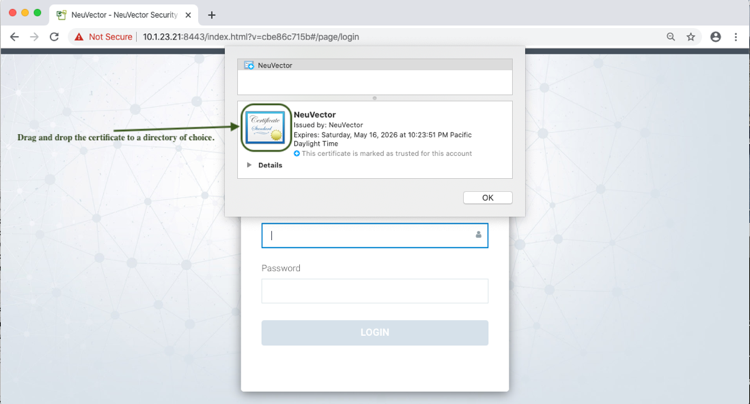 NeuVector - NeuVector Security
Not Secure | 10.1.23.21:8443/index.html?v=cbe86c715b#/page/login
NeuVector
Certificate
Standard
NeuVector
Issued by: NeuVector
Expires: Saturday, May 16, 2026 at 10:23:51 PM Pacific
Daylight Time
This certificate is marked as trusted for this account
Drag and drop the certificate to a directory of choice.
Details
OK
Password
LOGIN